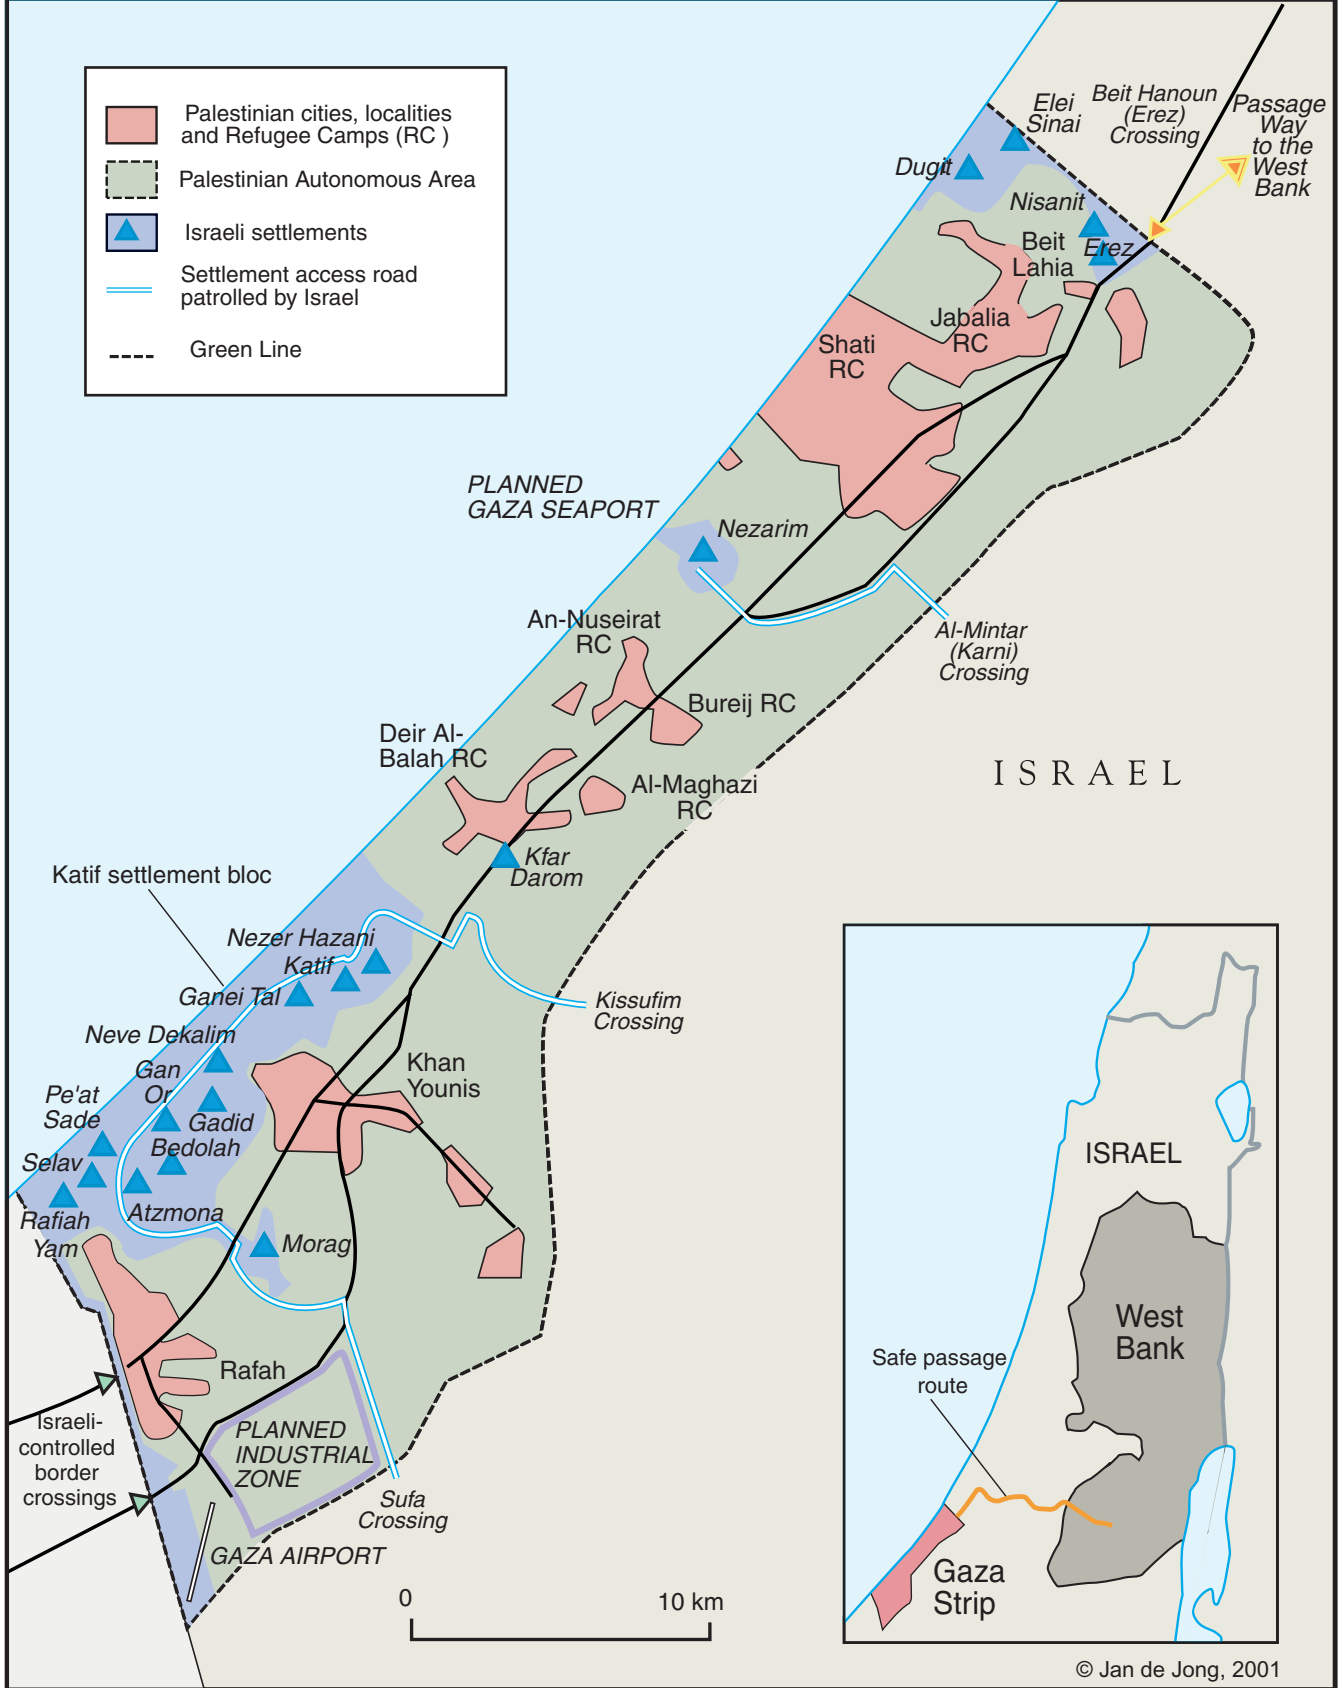 Palestinian cities, localities
and Refugee Camps (RC )
Palestinian Autonomous Area
Israeli settlements
Settlement access road
patrolled by Israel
Green Line
Elei
Sinai
Beit Hanoun
(Erez)
Crossing
Passage
Way
to the
West
Bank
Dugit
Nisanit
Erez
Beit
Lahia
Jabalia
RC
Shati
RC
PLANNED
GAZA SEAPORT
Nezarim
An-Nuseirat
RC
Al-Mintar
(Karni)
Crossing
Bureij RC
Deir Al-
Balah RC
Al-Maghazi
RC
ISRAEL
Kfar
Darom
Katif settlement bloc
Nezer Hazani
Katif
Ganei Tal
Kissufim
Crossing
Neve Dekalim
Gan
Or
Khan
Younis
Pe'at
Sade
Gadid
Bedolah
Selav
Atzmona
Rafiah
Yam
Morag
Rafah
Israeli-
controlled
border
crossings
PLANNED
INDUSTRIAL
ZONE
Sufa
Crossing
GAZA AIRPORT
0
10 km
ISRAEL
West
Bank
Safe passage
route
Gaza
Strip
© Jan de Jong, 2001